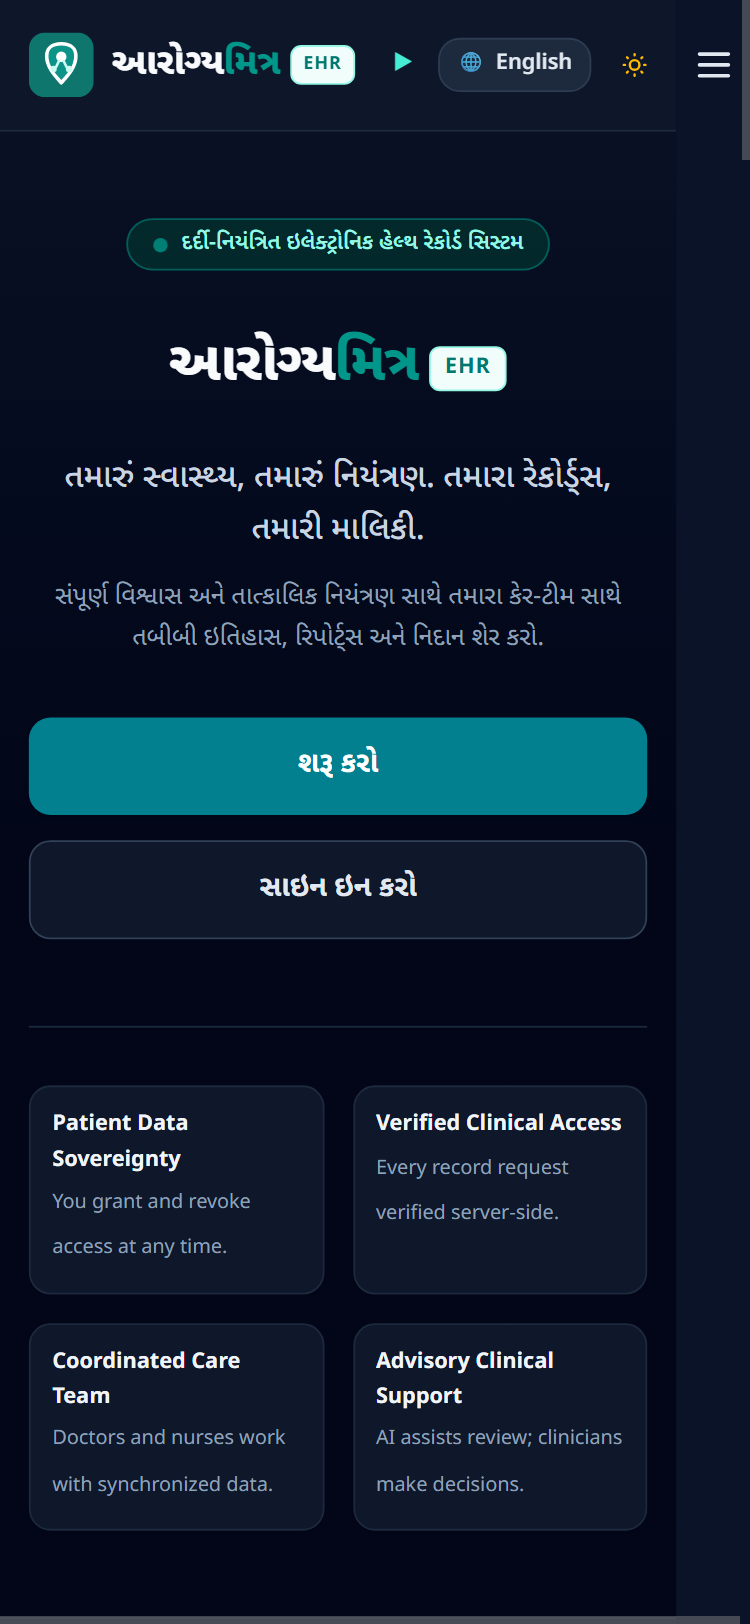 આરોગ્યમિત્ર EHR English
દર્દી-નિયંત્રિત ઇલેક્ટ્રોનિક હેલ્થ રેકોર્ડ સિસ્ટમ
આરોગ્યમિત્ર EHR
તમારું સ્વાસ્થ્ય, તમારું નિયંત્રણ. તમારા રેકોર્ડ્સ,
તમારી માલિકી.
સંપૂર્ણ વિશ્વાસ અને તાત્કાલિક નિયંત્રણ સાથે તમારા કેર-ટીમ સાથે
તબીબી ઇતિહાસ, રિપોર્ટ્સ અને નિદાન શેર કરો.
શરૂ કરો
સાઇન ઇન કરો
Patient Data
Sovereignty
You grant and revoke
access at any time.
Verified Clinical Access
Every record request
verified server-side.
Coordinated Care
Team
Doctors and nurses work
with synchronized data.
Advisory Clinical
Support
AI assists review; clinicians
make decisions.